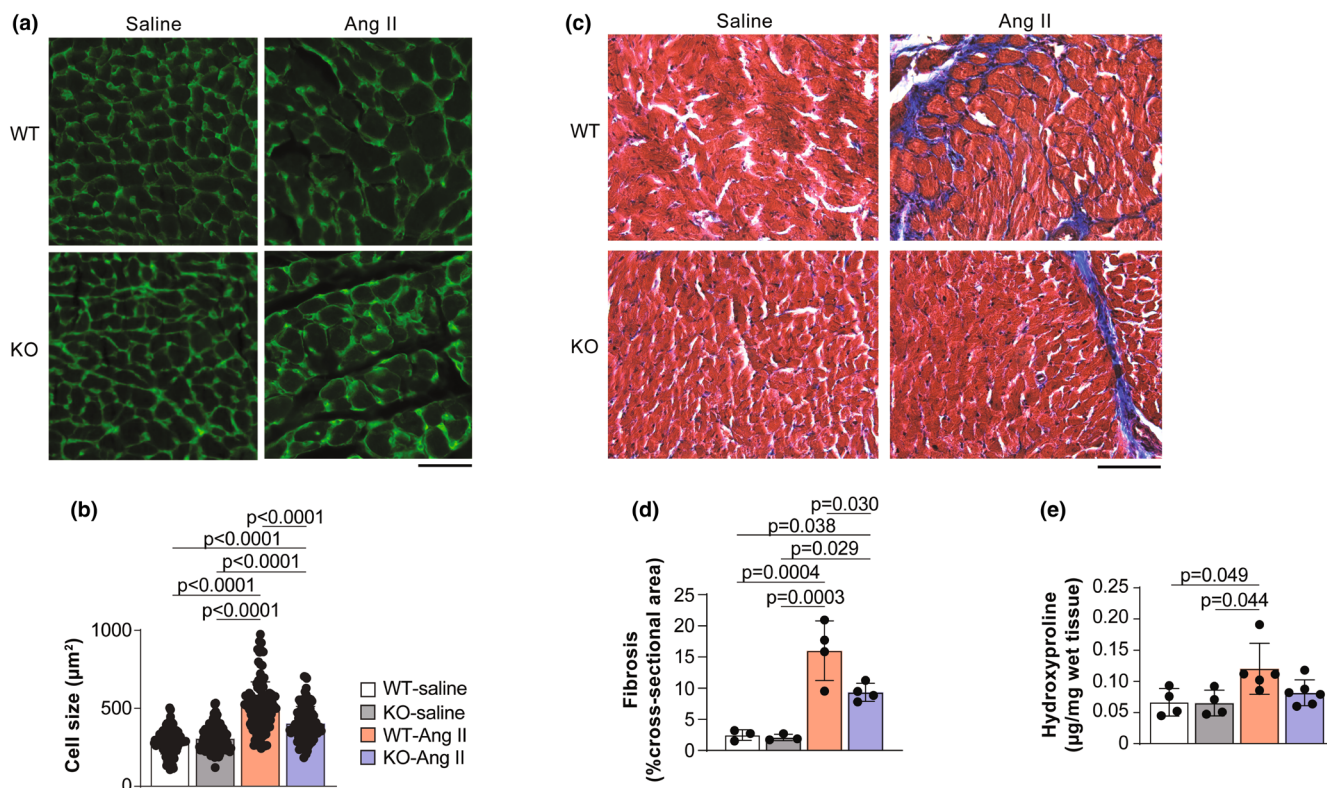 (a)
Saline
Ang II
WT
KO
(c)
Saline
Ang II
WT
KO
(b)
p<0.0001
p<0.0001
p<0.0001
p<0.0001
p<0.0001
Cell size (µm²)
1000
500
0
WT-saline
KO-saline
WT-Ang II
KO-Ang II
(d)
p=0.030
p=0.038
p=0.029
p=0.0004
p=0.0003
Fibrosis
(%cross-sectional area)
25
20
15
10
5
0
(e)
p=0.049
p=0.044
Hydroxyproline
(µg/mg wet tissue)
0.25
0.20
0.15
0.10
0.05
0